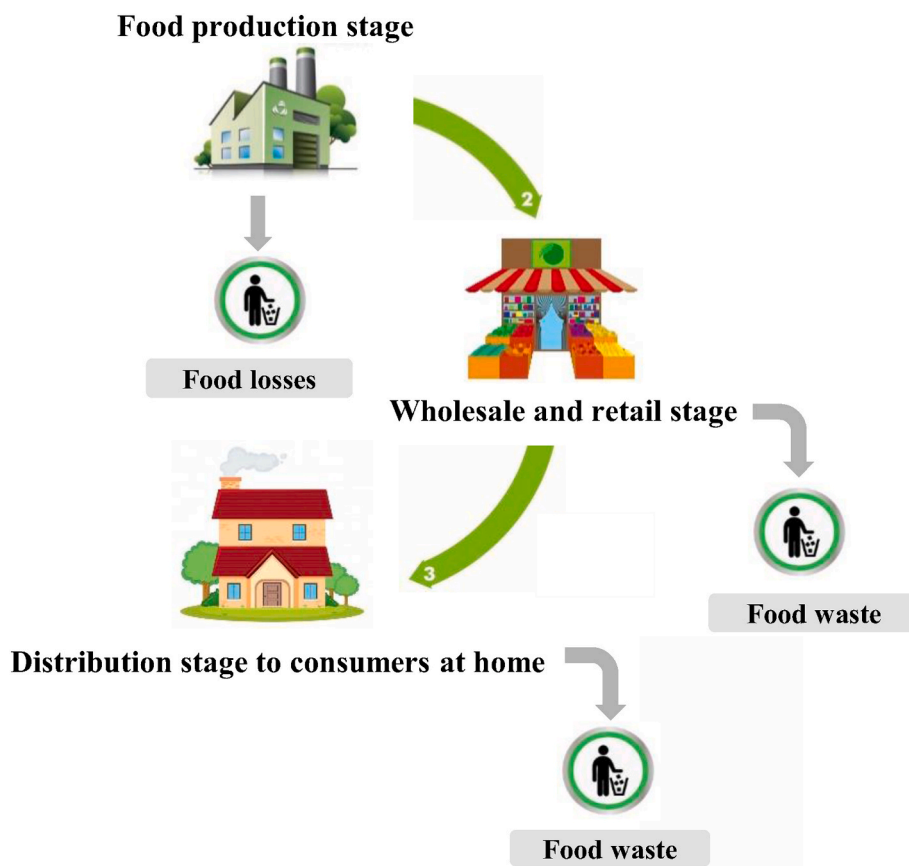 Food production stage
2
Food losses
Wholesale and retail stage
3
Food waste
Distribution stage to consumers at home
Food waste